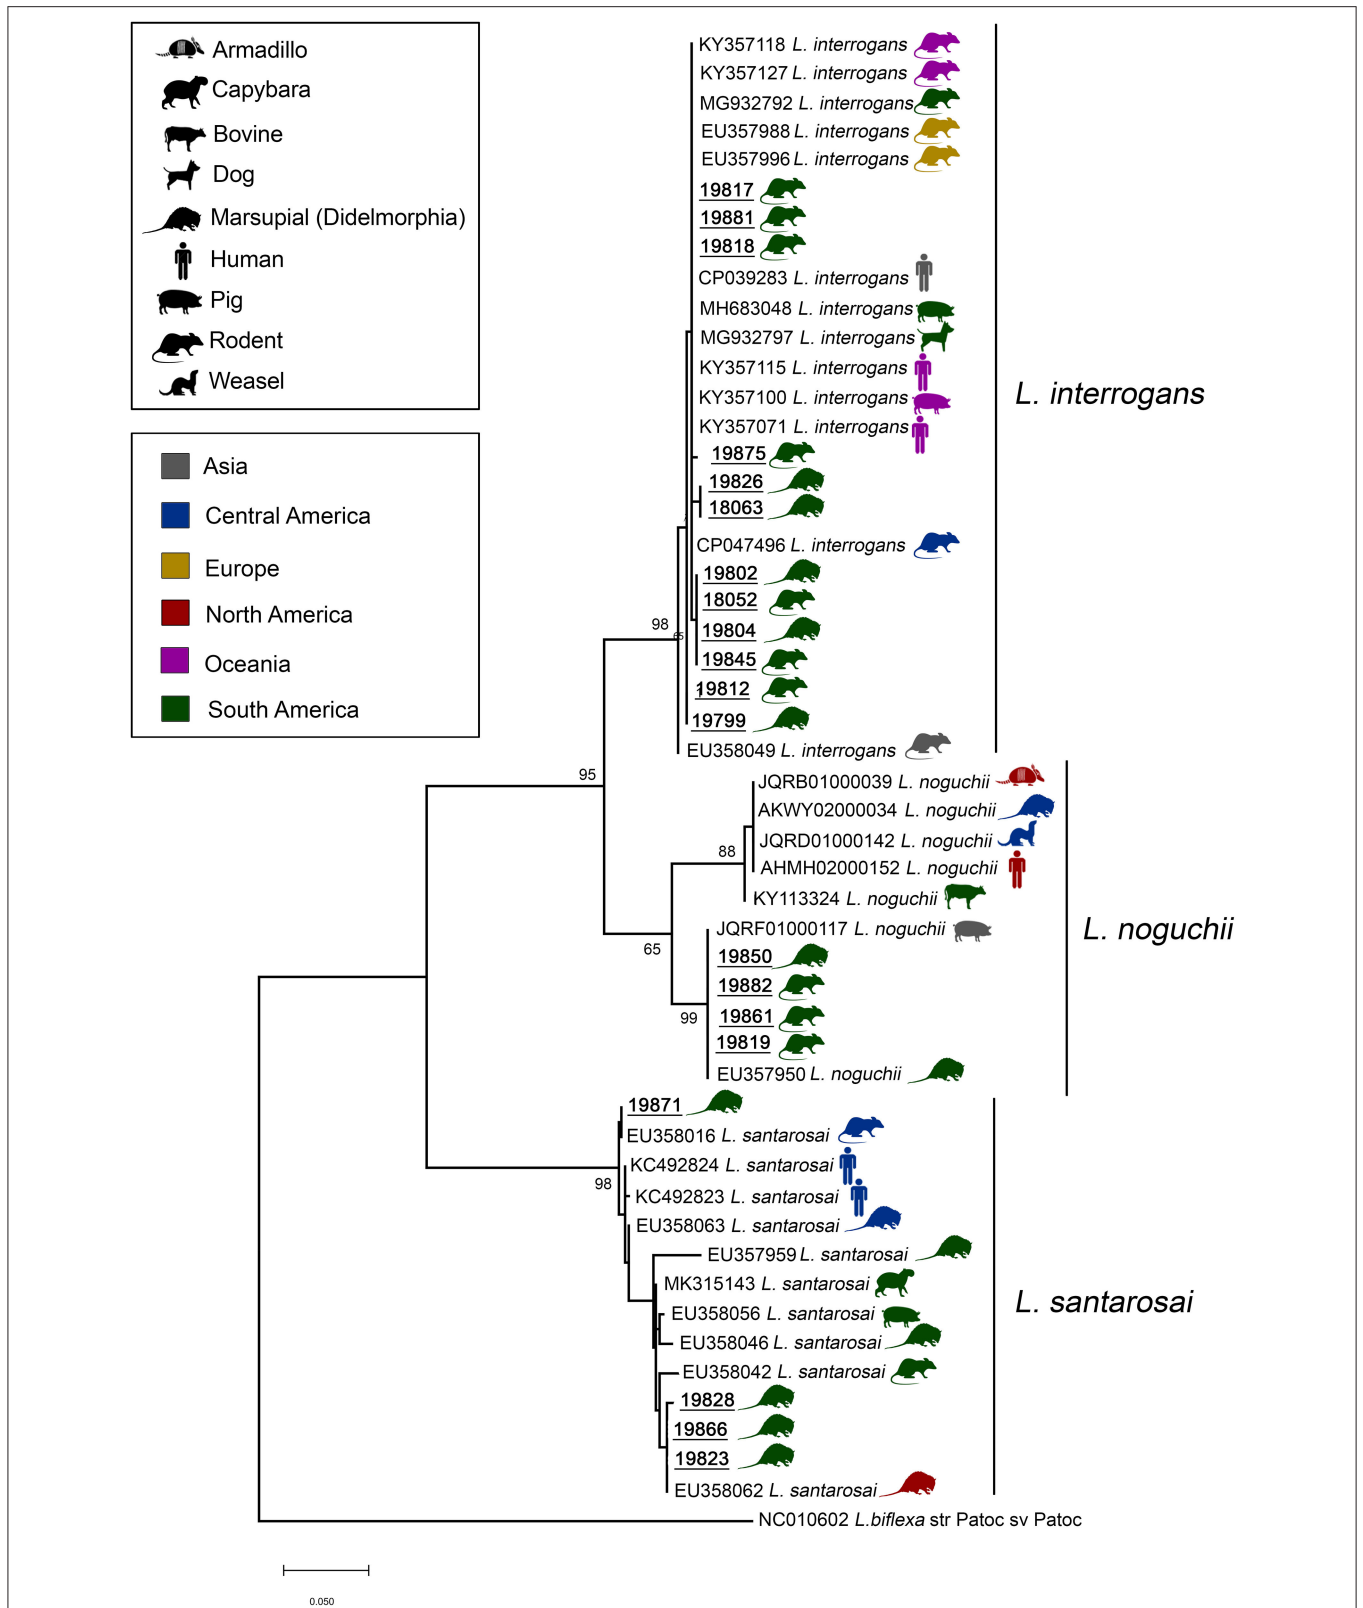 Armadillo
Capybara
Bovine
Dog
Marsupial (Didelmorphia)
Human
Pig
Rodent
Weasel
Asia
Central America
Europe
North America
Oceania
South America
KY357118 L. interrogans
KY357127 L. interrogans
MG932792 L. interrogans
EU357988 L. interrogans
EU357996 L. interrogans
19817
19881
19818
CP039283 L. interrogans
MH683048 L. interrogans
MG932797 L. interrogans
KY357115 L. interrogans
KY357100 L. interrogans
KY357071 L. interrogans
19875
19826
18063
CP047496 L. interrogans
19802
18052
19804
19845
19812
19799
EU358049 L. interrogans
L. interrogans
98
65
95
JQRB01000039 L. noguchii
AKWY02000034 L. noguchii
JQRD01000142 L. noguchii
AHMH02000152 L. noguchii
KY113324 L. noguchii
JQRF01000117 L. noguchii
19850
19882
19861
19819
EU357950 L. noguchii
L. noguchii
88
65
99
19871
EU358016 L. santarosai
KC492824 L. santarosai
KC492823 L. santarosai
EU358063 L. santarosai
EU357959 L. santarosai
MK315143 L. santarosai
EU358056 L. santarosai
EU358046 L. santarosai
EU358042 L. santarosai
19828
19866
19823
EU358062 L. santarosai
L. santarosai
98
NC010602 L.biflexa str Patoc sv Patoc
0.050